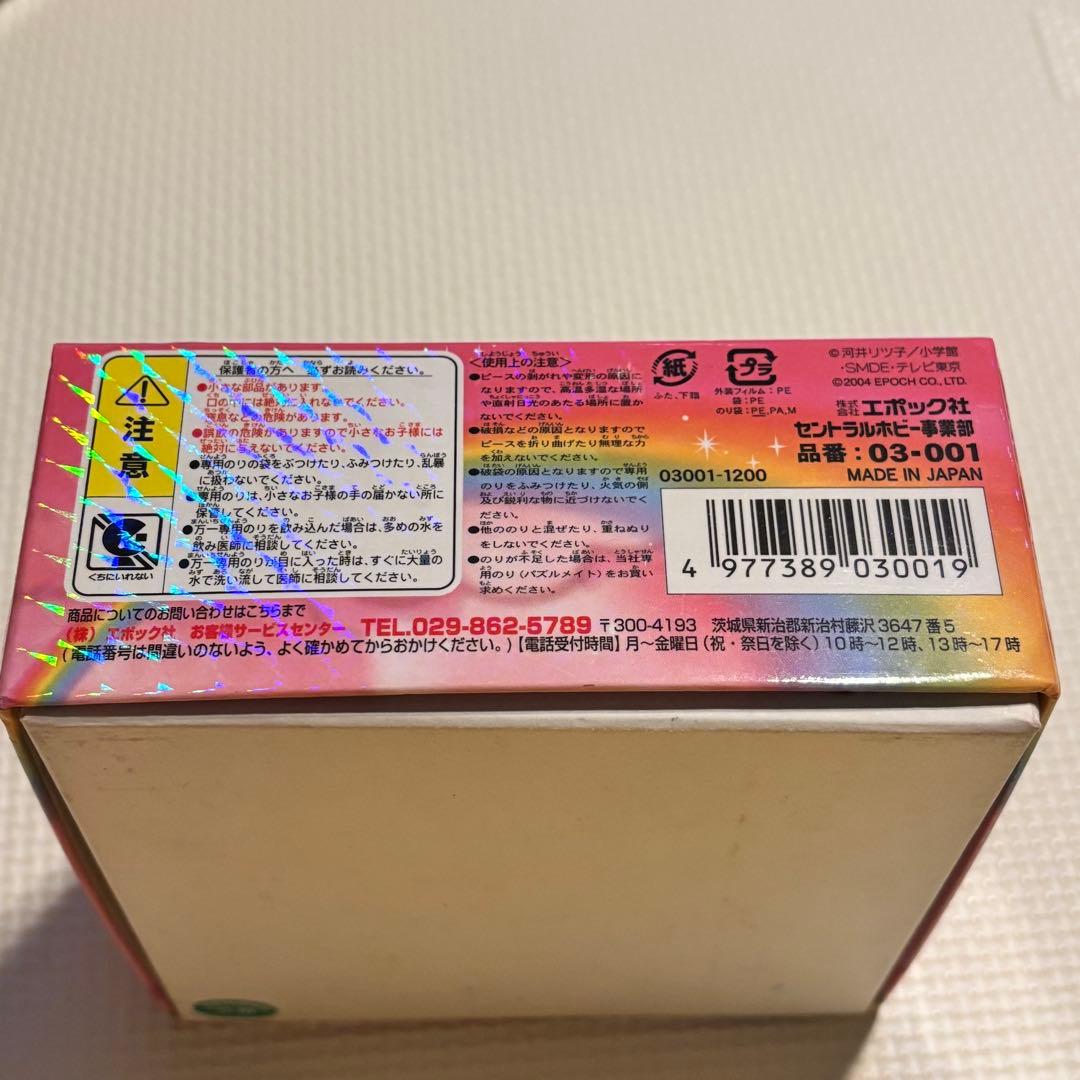 注意
くちにいれない
保護者の方へ 必ずお読みください。
●小さな部品があります。
口の中には絶対に入れないでください。
窒息などの危険があります。
●誤飲の危険がありますので小さなお子様には
絶対に与えないでください。
●専用のりの袋をぶつけたり、ふみつけたり、乱暴
に扱わないでください。
●専用のりは、小さなお子様の手の届かない所に
保管してください。
●万一専用のりを飲み込んだ場合は、多めの水を
飲み医師に相談してください。
●万一専用のりが目に入った時は、すぐに大量の
水で洗い流して医師に相談してください。
<使用上の注意>
●ピースの剥がれや変形の原因に
なりますので、高温多湿な場所
や直射日光のあたる場所に置か
ないでください。
●破損などの原因となりますので
ピースを折り曲げたり無理な力
を加えないでください。
●破袋の原因となりますので専用
のりをふみつけたり、火気の側
及び鋭利な物に近づけないでく
ださい。
●他ののりと混ぜたり、重ねぬり
をしないでください。
●のりが不足した場合は、当社専
用のり(パズルメイト)をお買い
求めください。
紙
ふた、下箱
プラ
外装フィルム:PE
袋:PE
のり袋:PE,PA,M
©河井リツ子/小学館
・SMDE・テレビ東京
©2004 EPOCH CO., LTD.
株式会社 エポック社
セントラルホビー事業部
品番:03-001
03001-1200
MADE IN JAPAN
4 977389 030019
商品についてのお問い合わせはこちらまで
(株)エポック社 お客様サービスセンター TEL.029-862-5789 〒300-4193 茨城県新治郡新治村藤沢3647番5
(電話番号は間違いのないよう、よく確かめてからおかけください。)【電話受付時間】月~金曜日(祝・祭日を除く)10時~12時、13時~17時